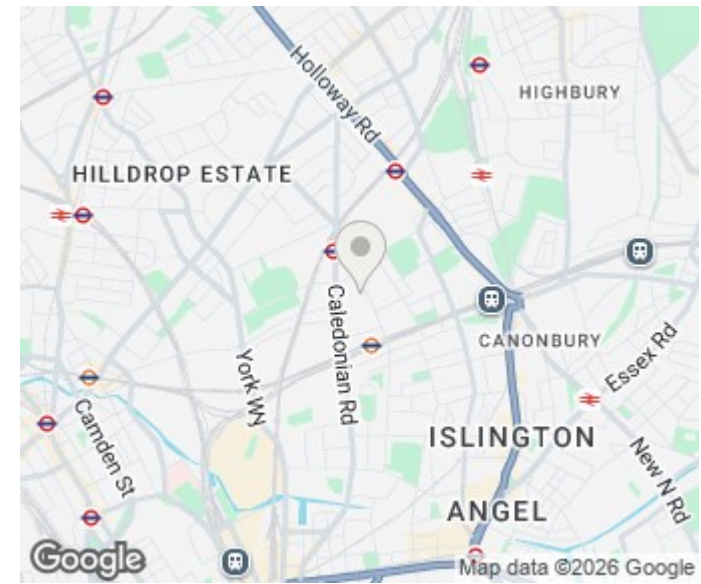 Holloway Rd
HIGHBURY
HILLDROP ESTATE
Caledonian Rd
CANONBURY
York WY
Essex Rd
Camden St
ISLINGTON
New N Rd
ANGEL
Google
Map data ©2026 Google